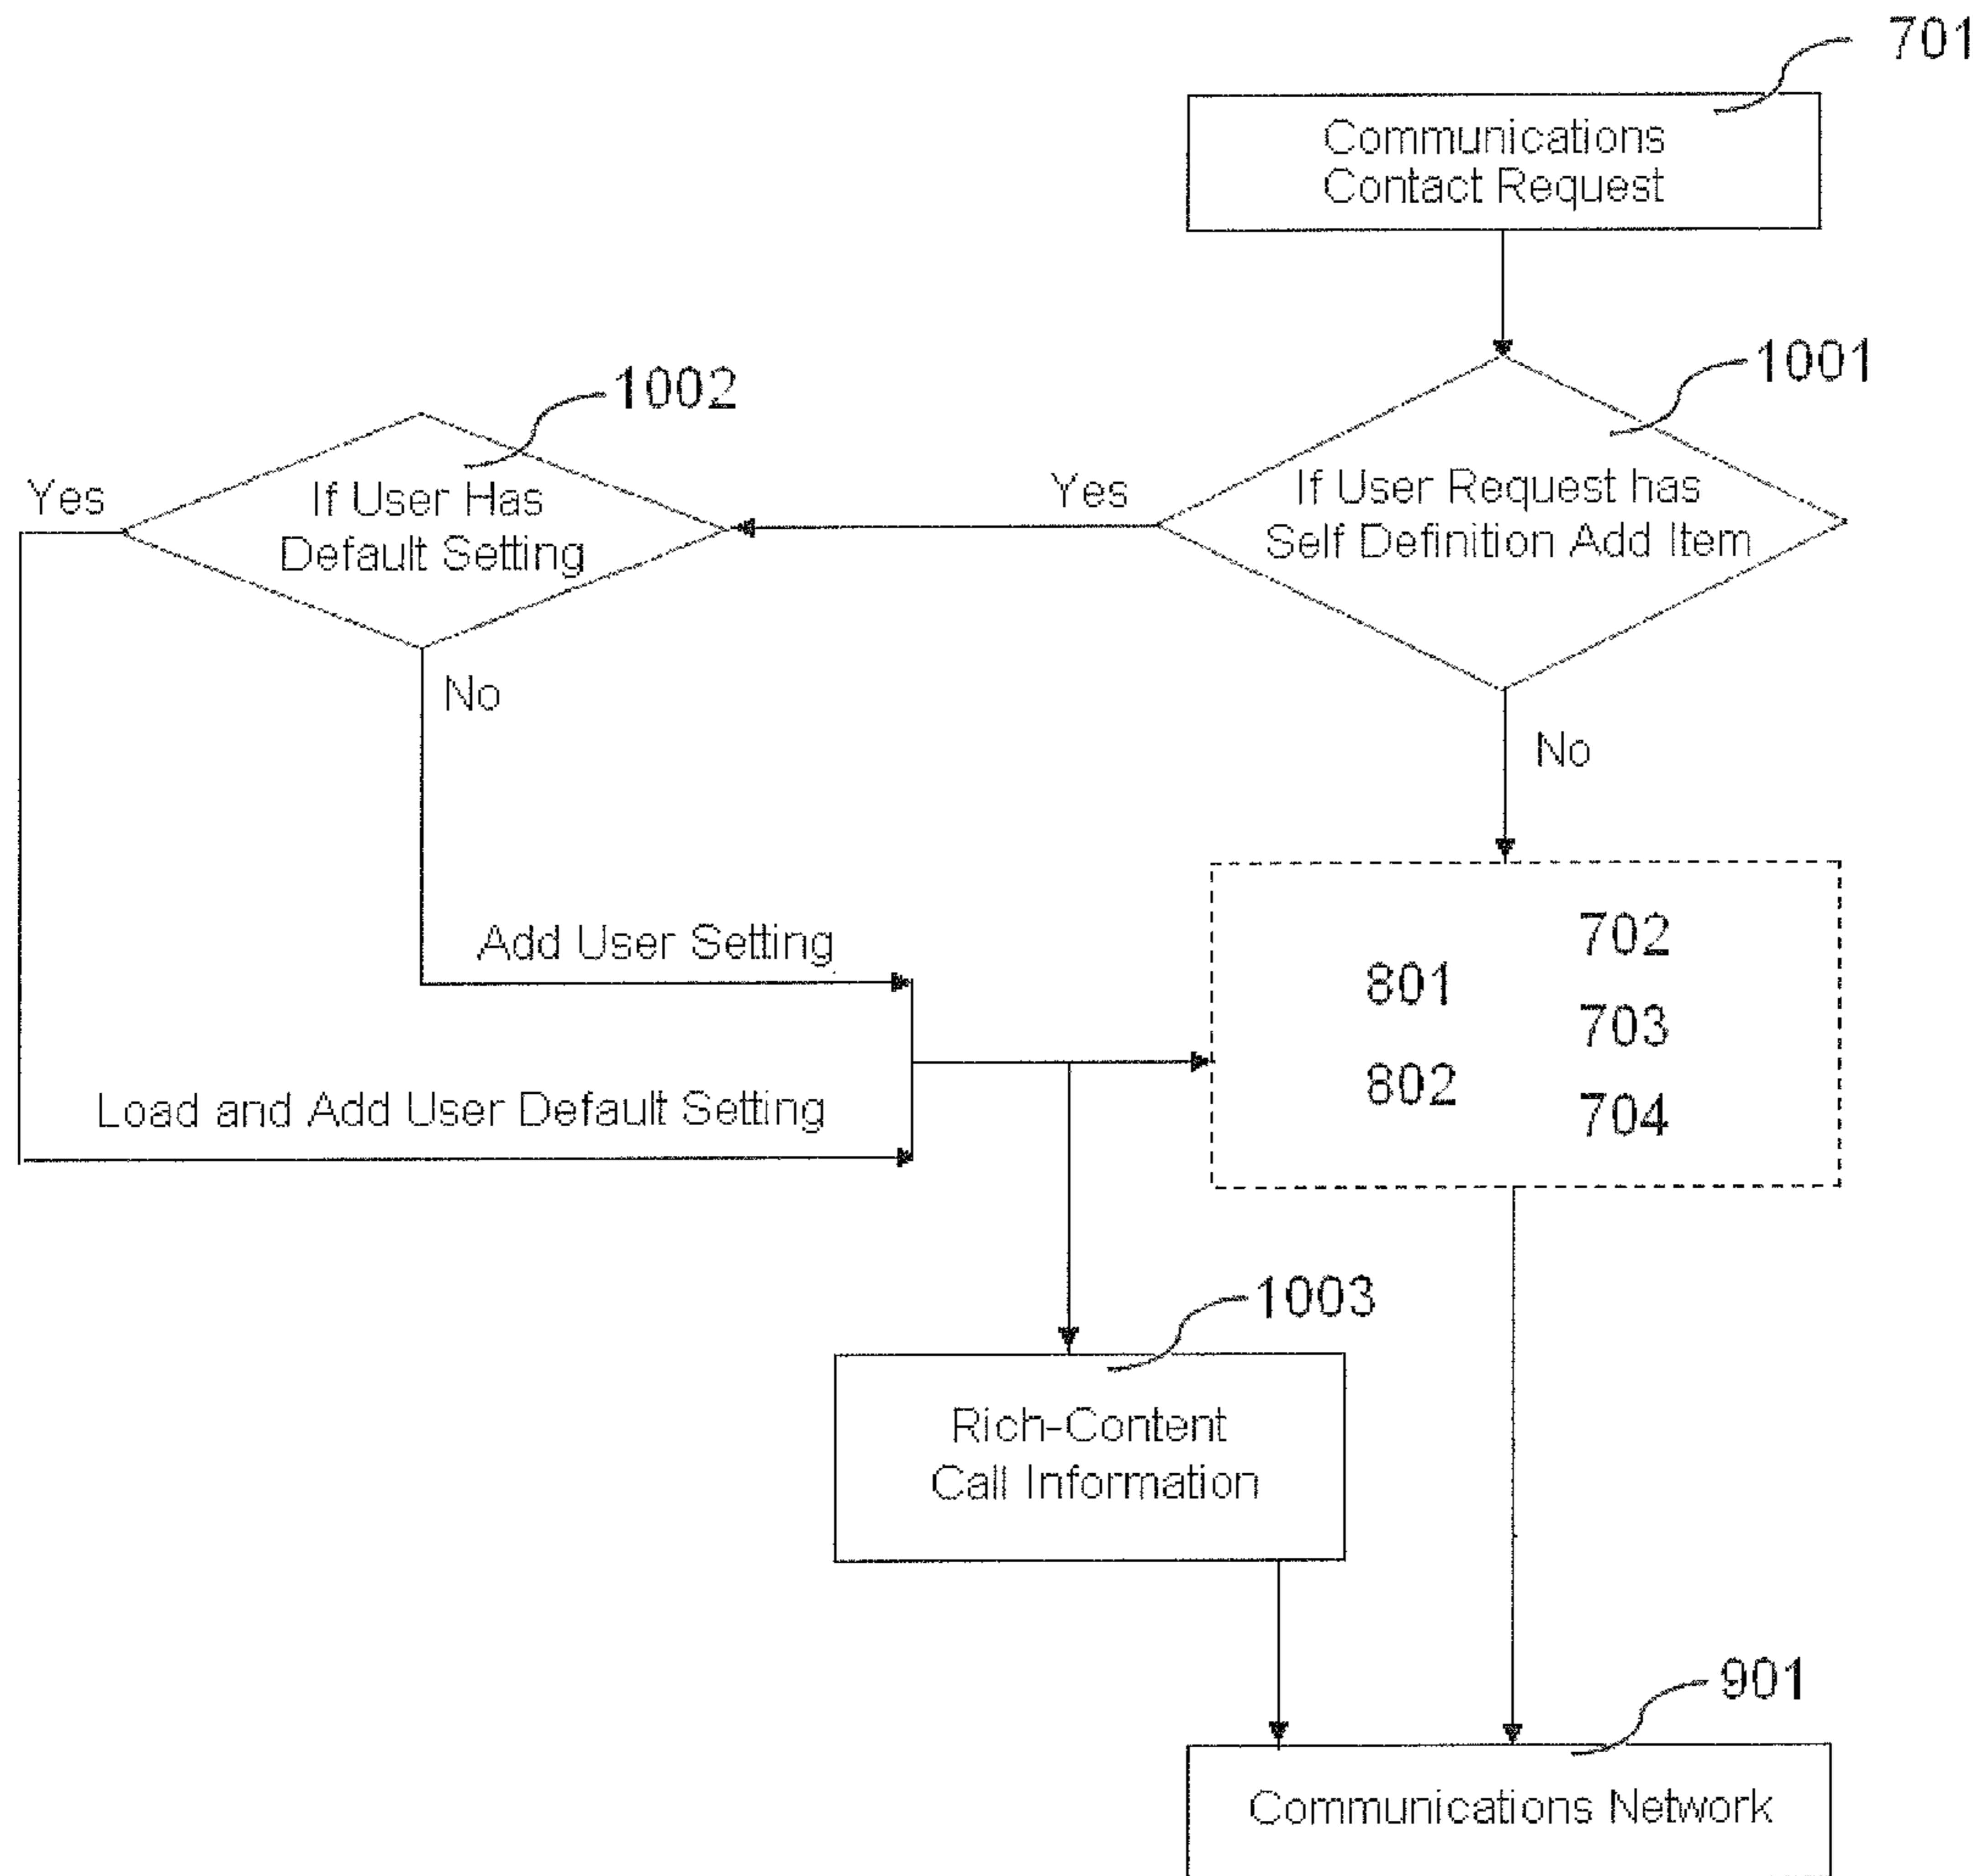 701
Communications
Contact Request
1001
1002
If User Request has
Self Definition Add Item
Yes
If User Has
Default Setting
Yes
No
No
Add User Setting
Load and Add User Default Setting
702
801
703
802
704
1003
Rich-Content
Call Information
901
Communications Network